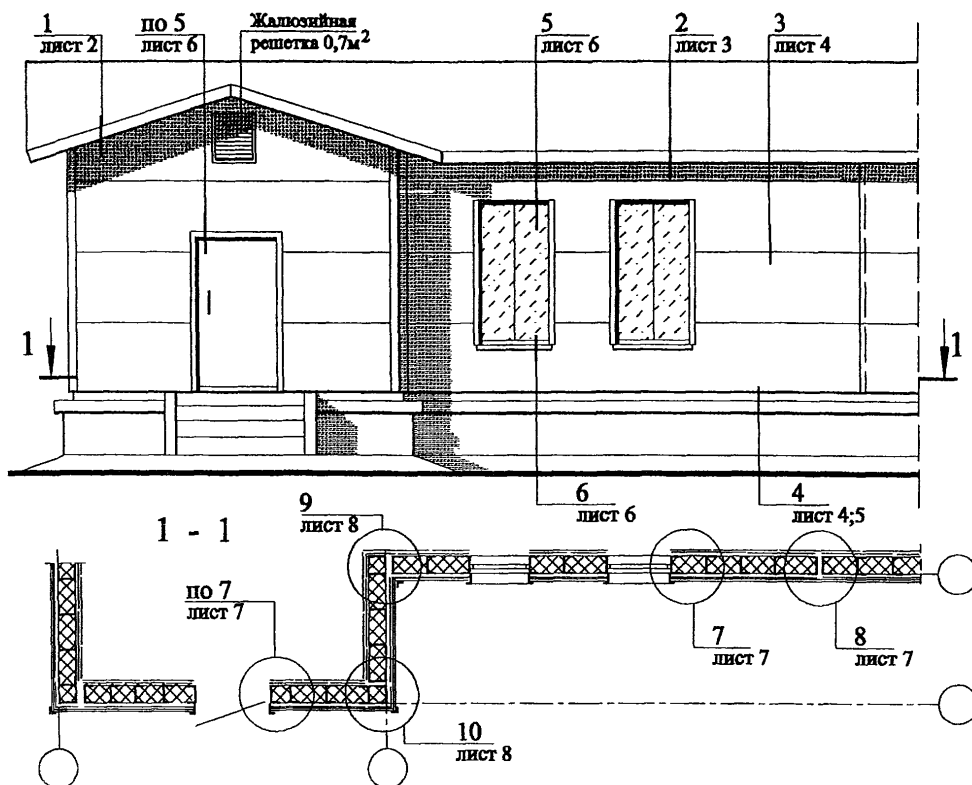 1
лист 2
по 5
лист 6
Жалюзийная
решетка 0,7м²
5
лист 6
2
лист 3
3
лист 4
1
1
6
лист 6
4
лист 4;5
1 - 1
9
лист 8
по 7
лист 7
7
лист 7
8
лист 7
10
лист 8